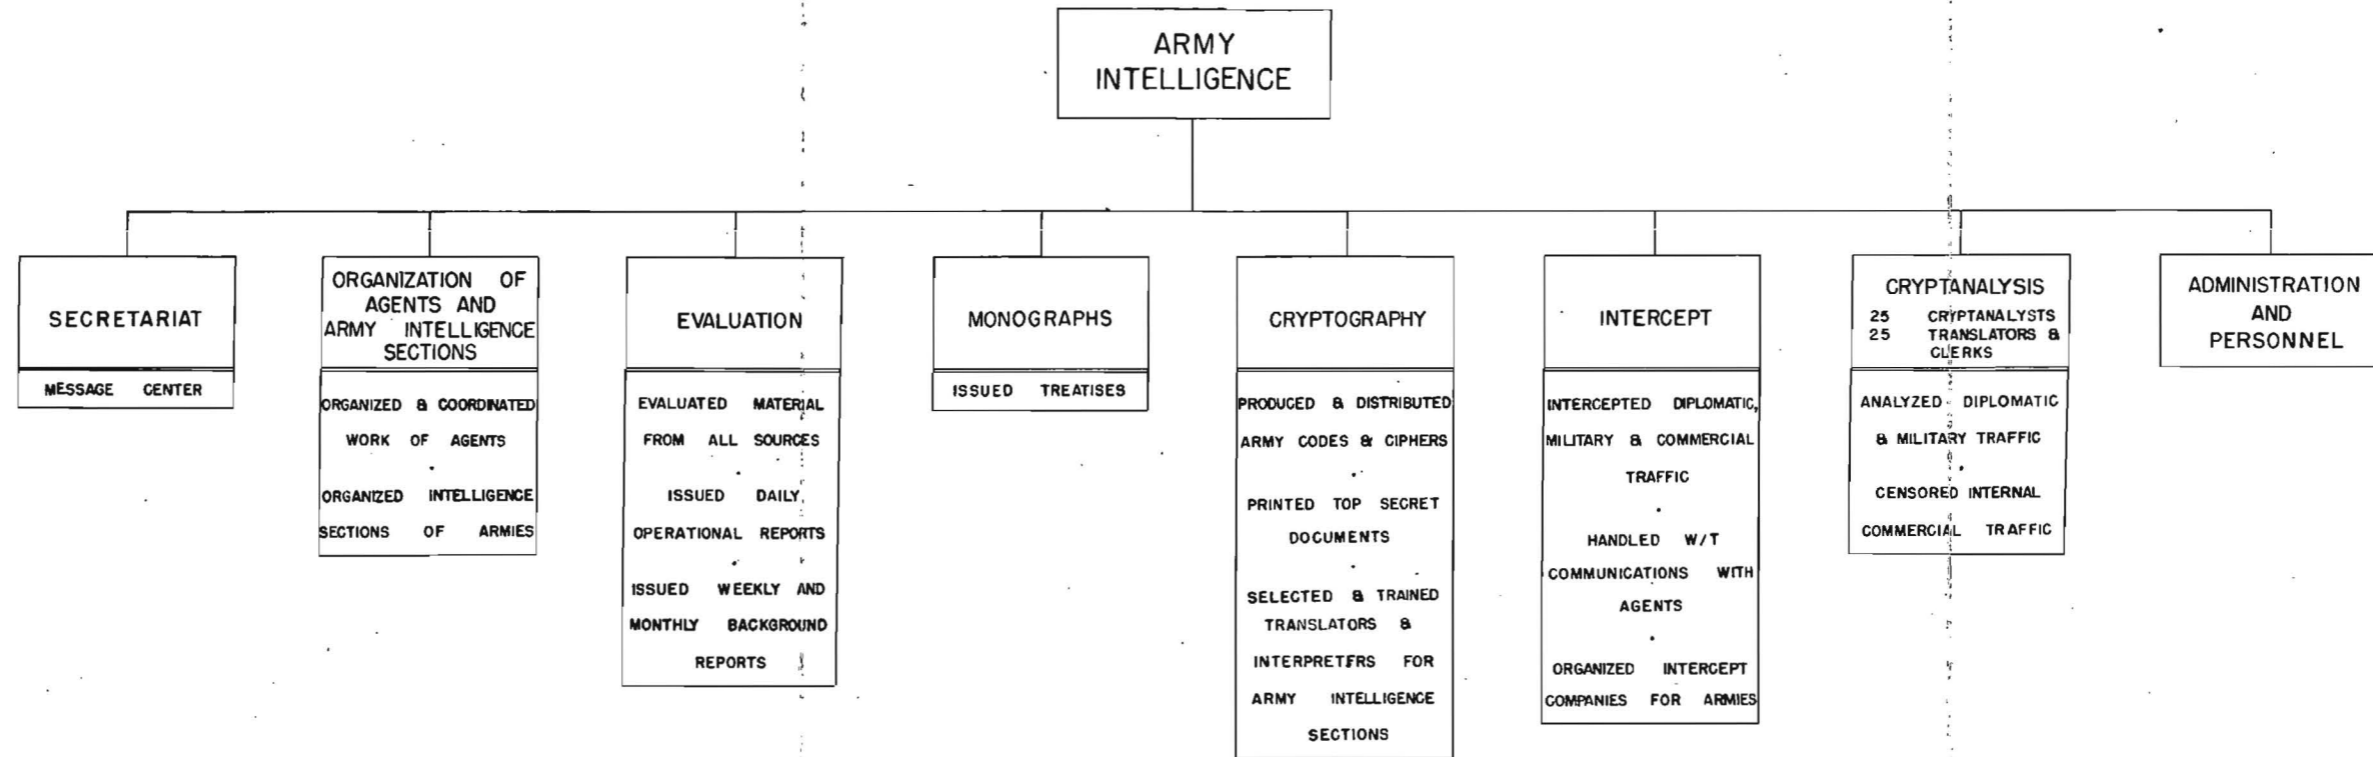 ARMY
INTELLIGENCE
SECRETARIAT
MESSAGE CENTER
ORGANIZATION OF
AGENTS AND
ARMY INTELLIGENCE
SECTIONS
ORGANIZED & COORDINATED
WORK OF AGENTS
ORGANIZED INTELLIGENCE
SECTIONS OF ARMIES
EVALUATION
EVALUATED MATERIAL
FROM ALL SOURCES
ISSUED DAILY
OPERATIONAL REPORTS
ISSUED WEEKLY AND
MONTHLY BACKGROUND
REPORTS
MONOGRAPHS
ISSUED TREATISES
CRYPTOGRAPHY
PRODUCED & DISTRIBUTED
ARMY CODES & CIPHERS
PRINTED TOP SECRET
DOCUMENTS
SELECTED & TRAINED
TRANSLATORS &
INTERPRETERS FOR
ARMY INTELLIGENCE
SECTIONS
INTERCEPT
INTERCEPTED DIPLOMATIC,
MILITARY & COMMERCIAL
TRAFFIC
HANDLED W/T
COMMUNICATIONS WITH
AGENTS
ORGANIZED INTERCEPT
COMPANIES FOR ARMIES
CRYPTANALYSIS
25 CRYPTANALYSTS
25 TRANSLATORS &
CLERKS
ANALYZED DIPLOMATIC
& MILITARY TRAFFIC
CENSORED INTERNAL
COMMERCIAL TRAFFIC
ADMINISTRATION
AND
PERSONNEL